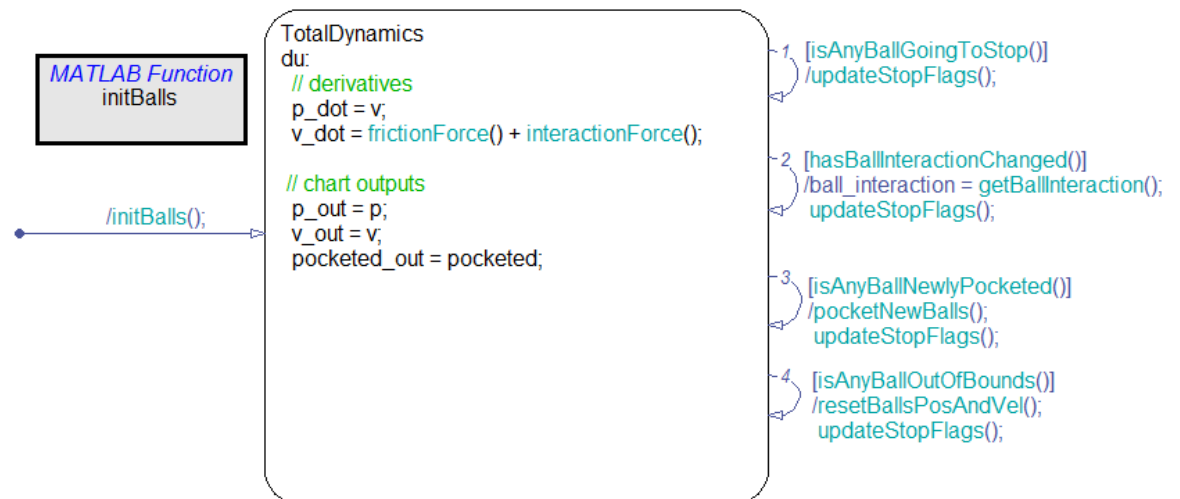 MATLAB Function
initBalls
/initBalls();
TotalDynamics
du:
// derivatives
p_dot = v;
v_dot = frictionForce() + interactionForce();
// chart outputs
p_out = p;
v_out = v;
pocketed_out = pocketed;
1
[isAnyBallGoingToStop()]
/updateStopFlags();
2
[hasBallInteractionChanged()]
/ball_interaction = getBallInteraction();
updateStopFlags();
3
[isAnyBallNewlyPocketed()]
/pocketNewBalls();
updateStopFlags();
4
[isAnyBallOutOfBounds()]
/resetBallsPosAndVel();
updateStopFlags();